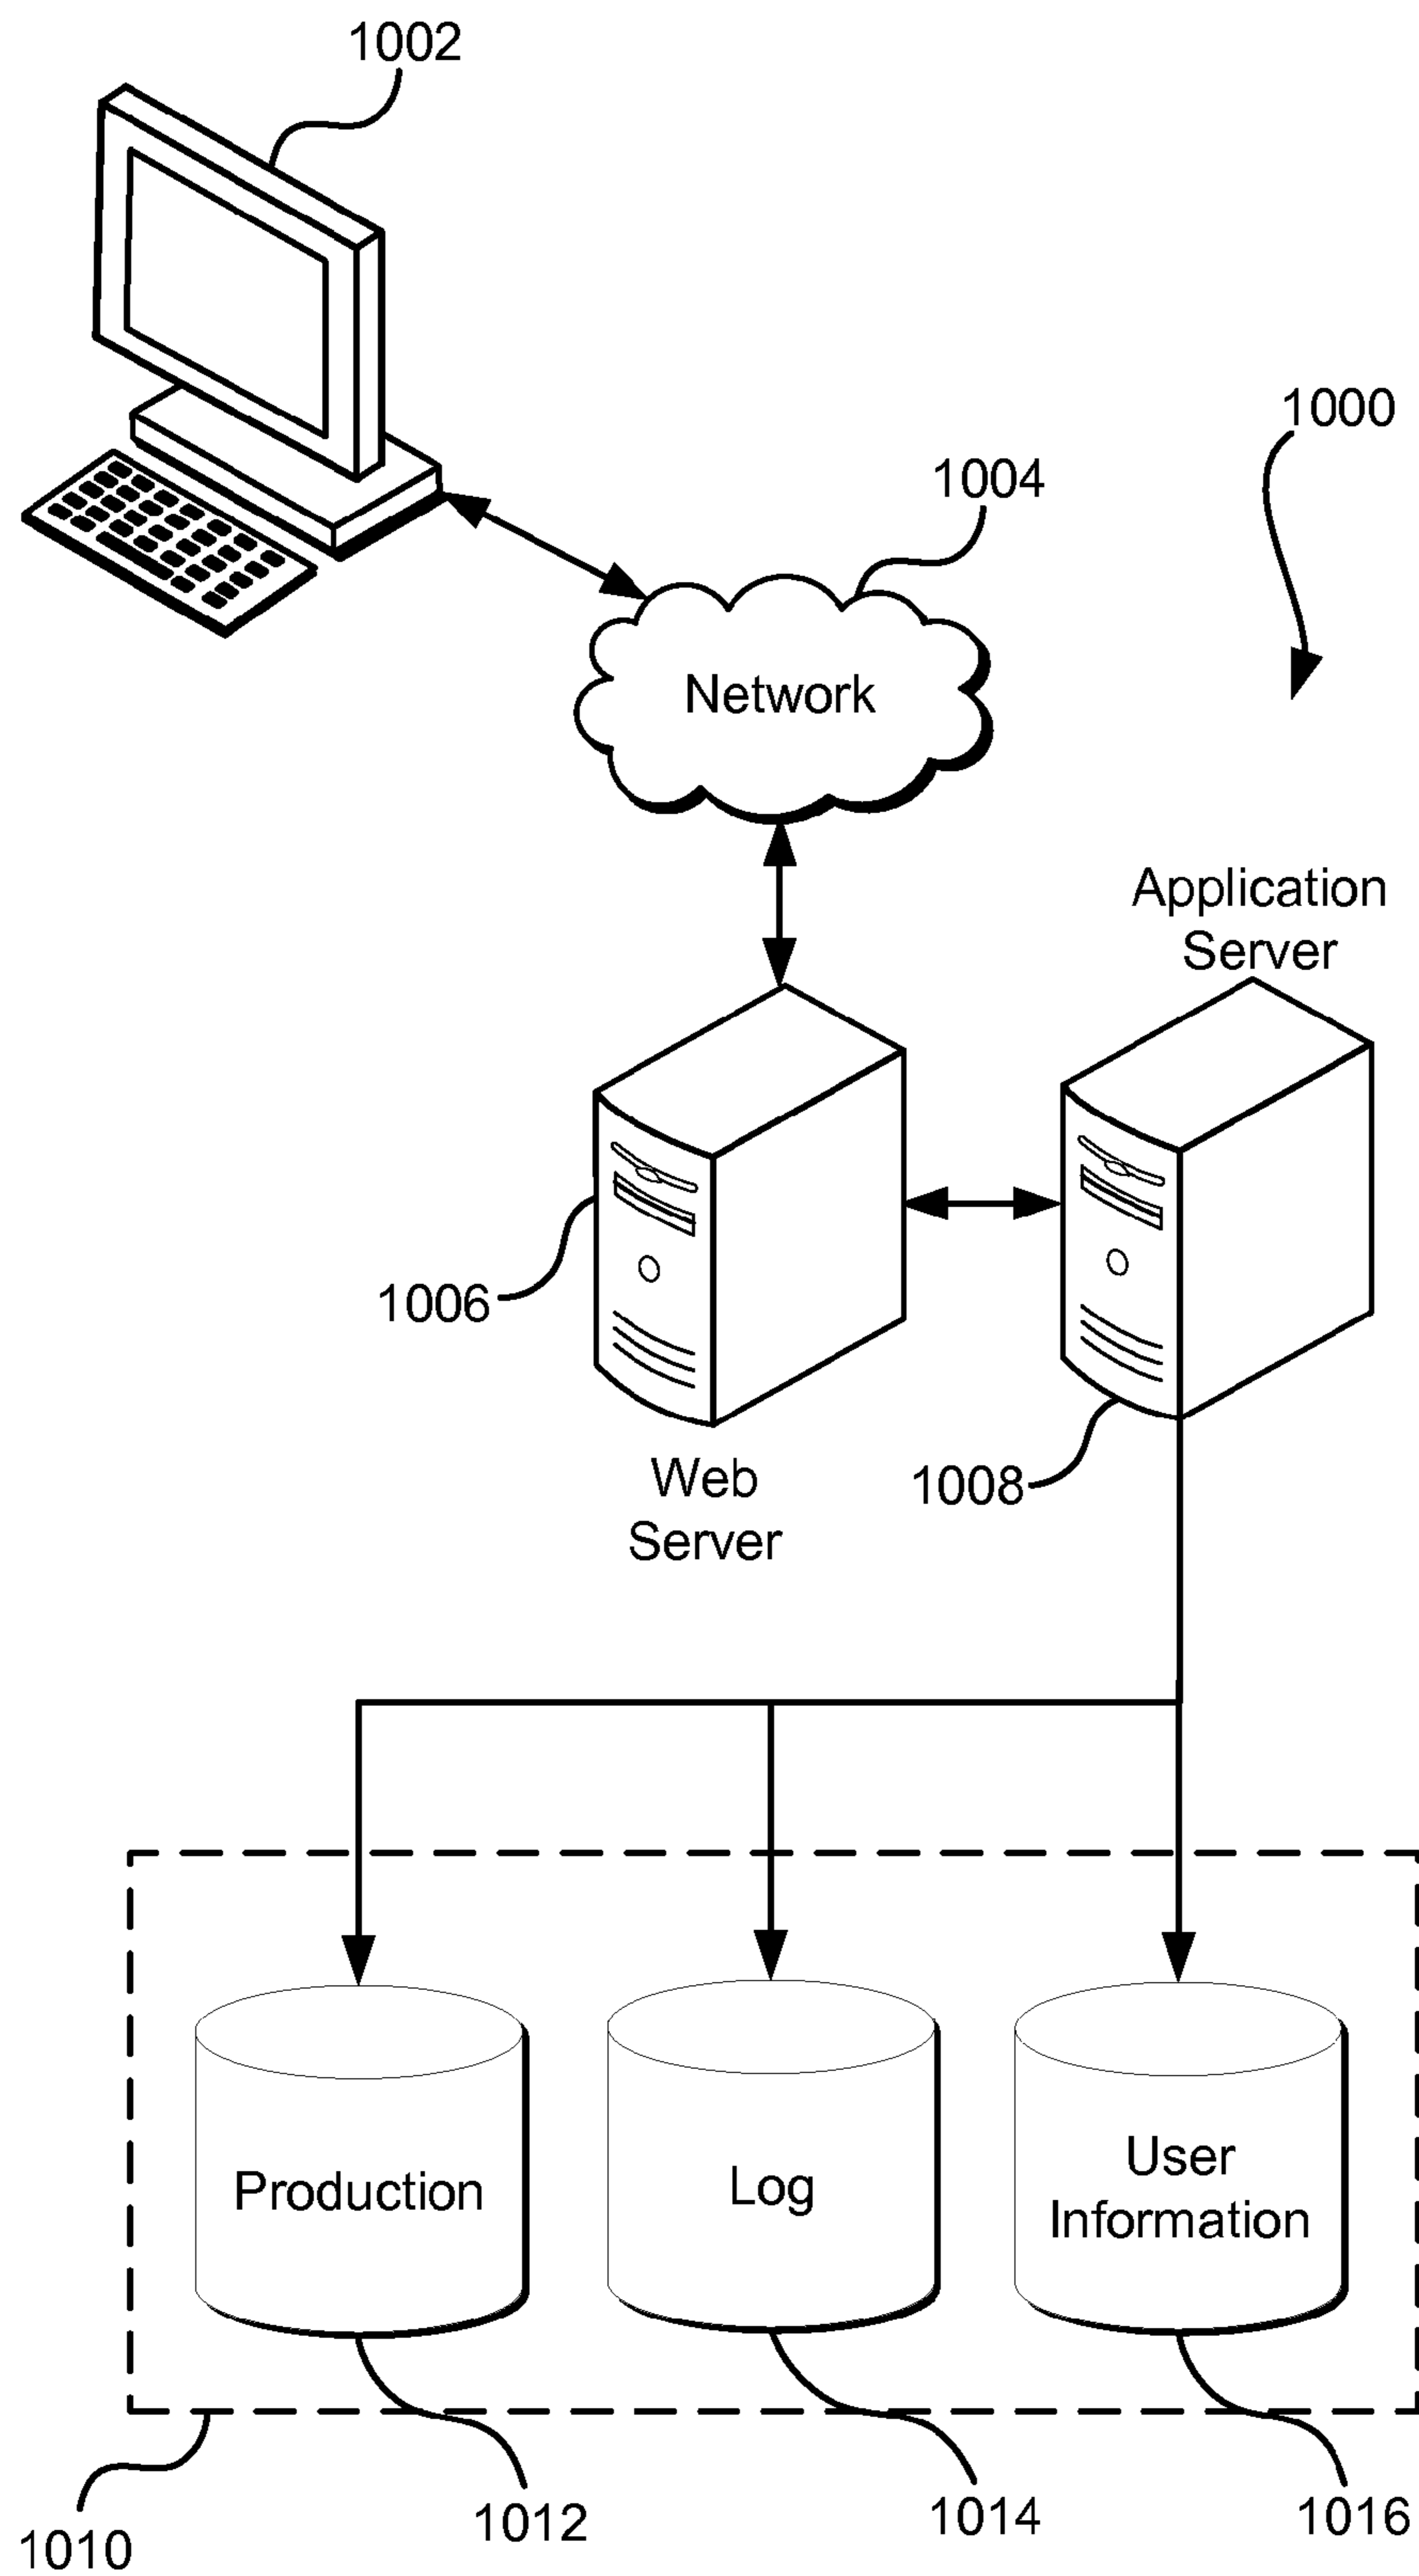 1002
1000
1004
Network
Application
Server
1006
Web
Server
1008
Production
Log
User
Information
1010
1012
1014
1016